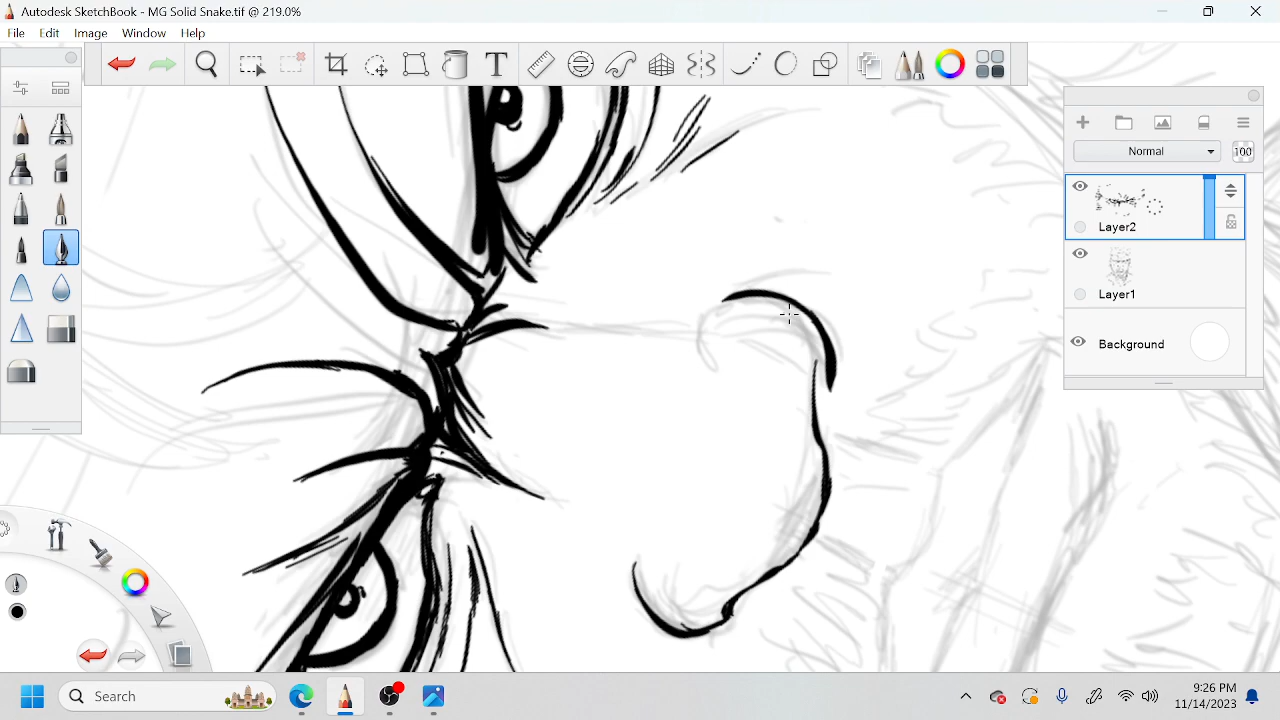 Autodesk SketchBook - MG Solid Snake.tif @ 219.0%
File Edit Image Window Help
T
Normal 100
Layer2
Layer1
Background
Search
9:26 PM
11/14/2023